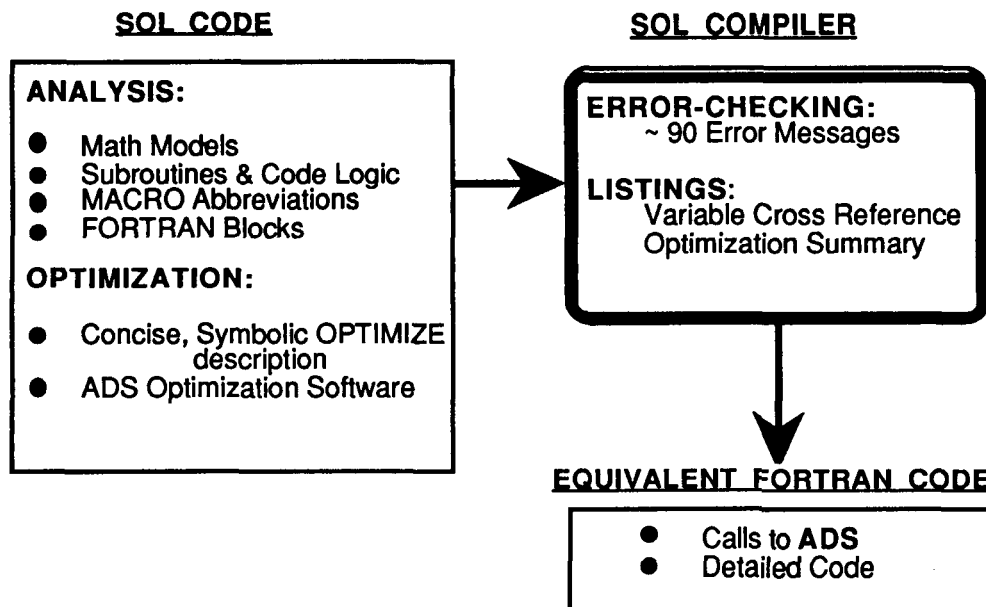 SOL CODE
ANALYSIS:
● Math Models
● Subroutines & Code Logic
● MACRO Abbreviations
● FORTRAN Blocks
OPTIMIZATION:
● Concise, Symbolic OPTIMIZE
description
● ADS Optimization Software
SOL COMPILER
ERROR-CHECKING:
~ 90 Error Messages
LISTINGS:
Variable Cross Reference
Optimization Summary
EQUIVALENT FORTRAN CODE
● Calls to ADS
● Detailed Code